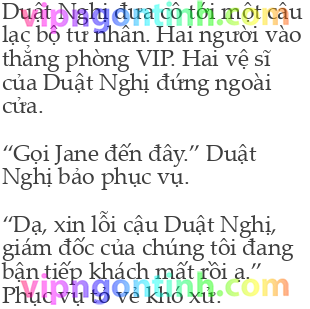 Duật Nghị đưa cô tới một câu
lạc bộ tư nhân. Hai người vào
thẳng phòng VIP. Hai vệ sĩ
của Duật Nghị đứng ngoài
cửa.
“Gọi Jane đến đây.” Duật
Nghị bảo phục vụ.
“Dạ, xin lỗi cậu Duật Nghị,
giám đốc của chúng tôi đang
bận tiếp khách mất rồi ạ.”
Phục vụ tỏ vẻ khó xử.
vipngontinh.com
vipngontinh.com